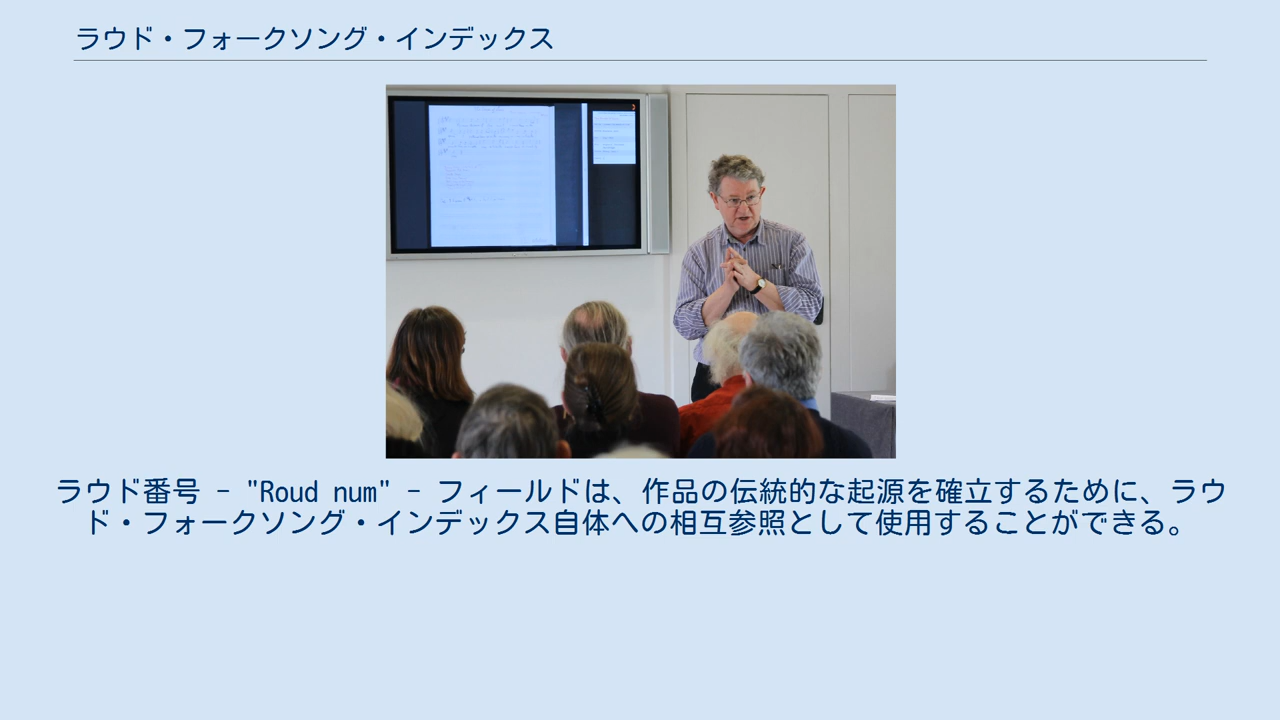 ラウド・フォークソング・インデックス
ラウド番号 - "Roud num" - フィールドは、作品の伝統的な起源を確立するために、ラウ
ド・フォークソング・インデックス自体への相互参照として使用することができる。